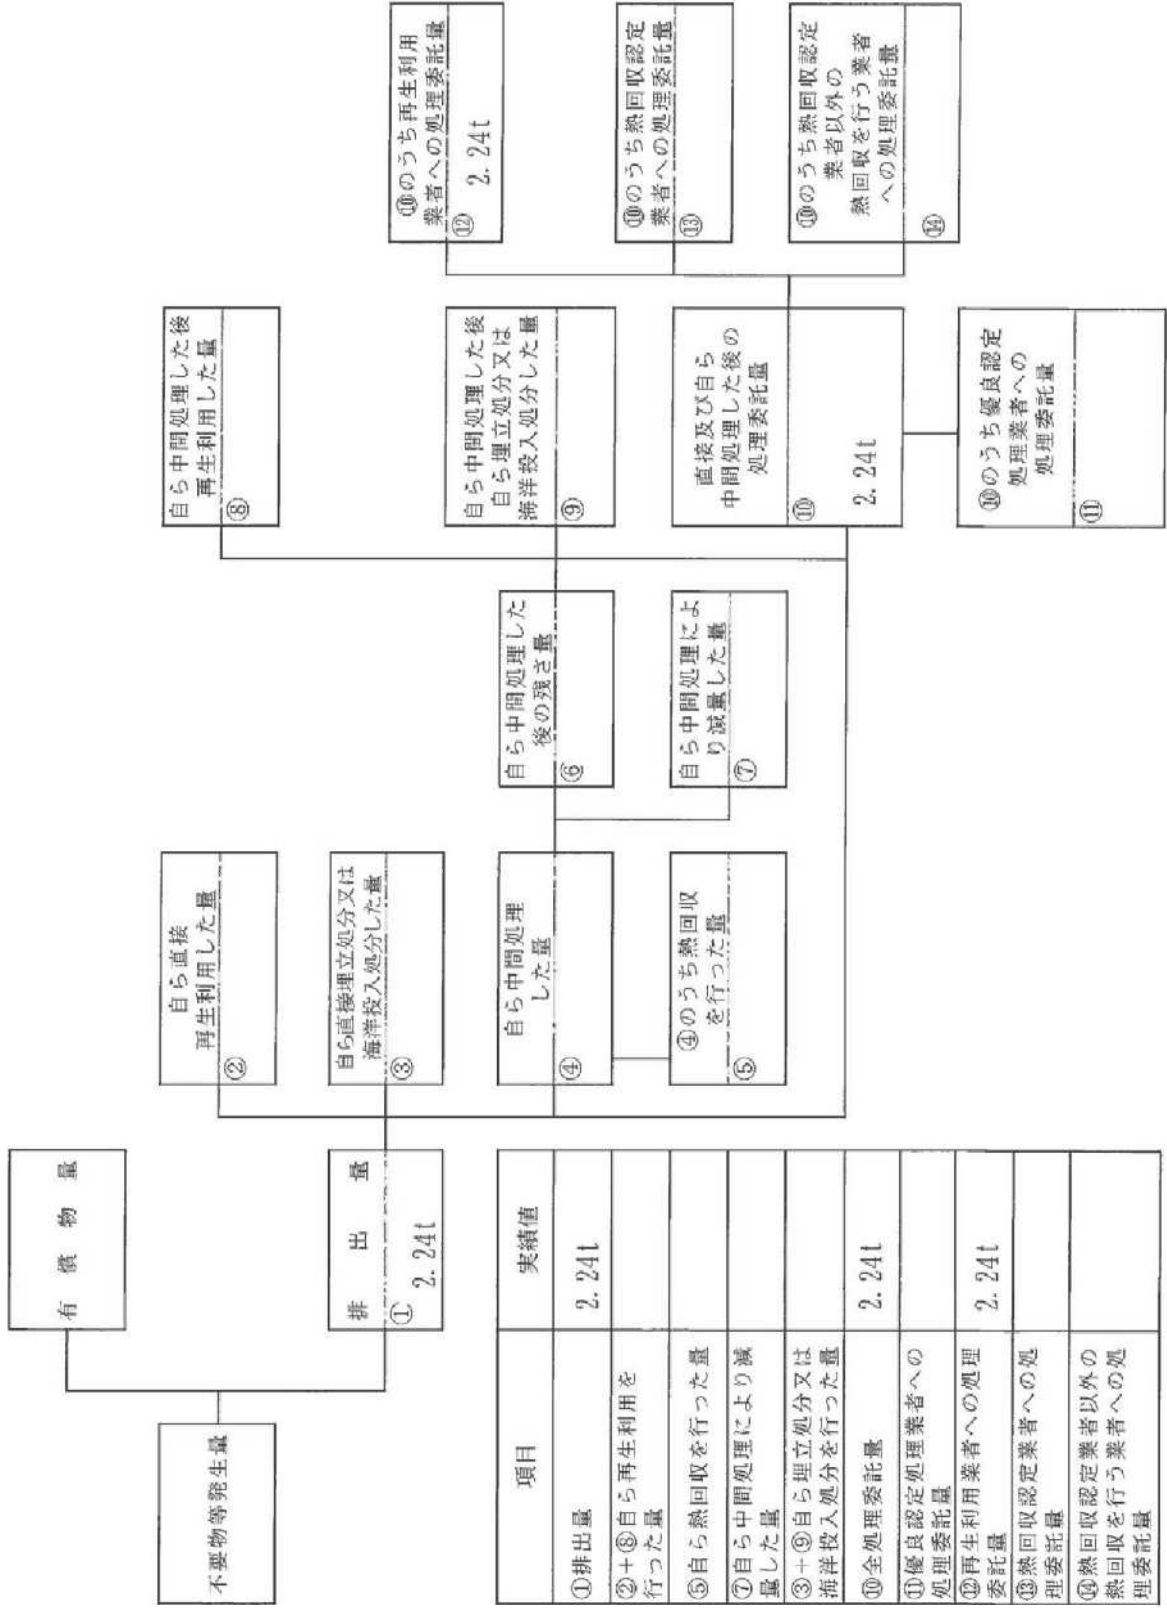 不要物等発生量
有償物量
排出量
①
2.24t
自ら直接
再生利用した量
②
自ら直接埋立処分又は
海洋投入処分した量
③
自ら中間処理
した量
④
④のうち熱回収
を行った量
⑤
自ら中間処理した
後の残さ量
⑥
自ら中間処理によ
り減量した量
⑦
自ら中間処理した後
再生利用した量
⑧
自ら中間処理した後
自ら埋立処分又は
海洋投入処分した量
⑨
直接及び自ら
中間処理した後の
処理委託量
⑩
2.24t
⑩のうち優良認定
処理業者への
処理委託量
⑪
⑩のうち再生利用
業者への処理委託量
⑫
2.24t
⑩のうち熱回収認定
業者への処理委託量
⑬
⑩のうち熱回収認定
業者以外の
熱回収を行う業者
への処理委託量
⑭
項目 実績値
①排出量 2.24t
②+⑧自ら再生利用を
行った量
⑤自ら熱回収を行った量
⑦自ら中間処理により減
量した量
③+⑨自ら埋立処分又は
海洋投入処分を行った量
⑩全処理委託量 2.24t
⑪優良認定処理業者への
処理委託量
⑫再生利用業者への処理
委託量 2.24t
⑬熱回収認定業者への処
理委託量
⑭熱回収認定業者以外の
熱回収を行う業者への処
理委託量